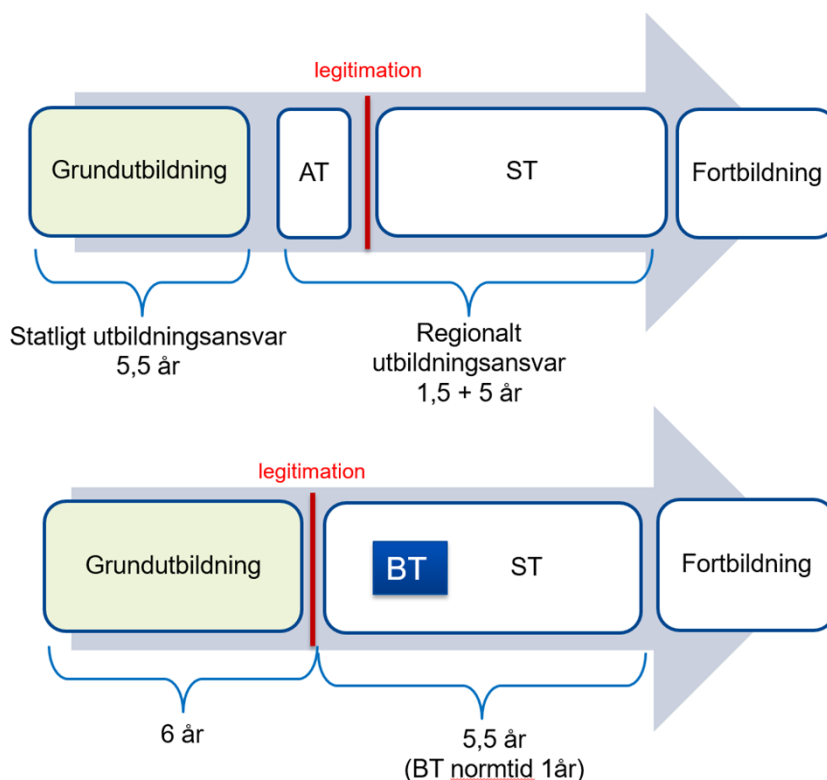 legitimation
Grundutbildning
AT
ST
Fortbildning
Statligt utbildningsansvar
5,5 år
Regionalt
utbildningsansvar
1,5 + 5 år
legitimation
Grundutbildning
BT
ST
Fortbildning
6 år
5,5 år
(BT normtid 1år)